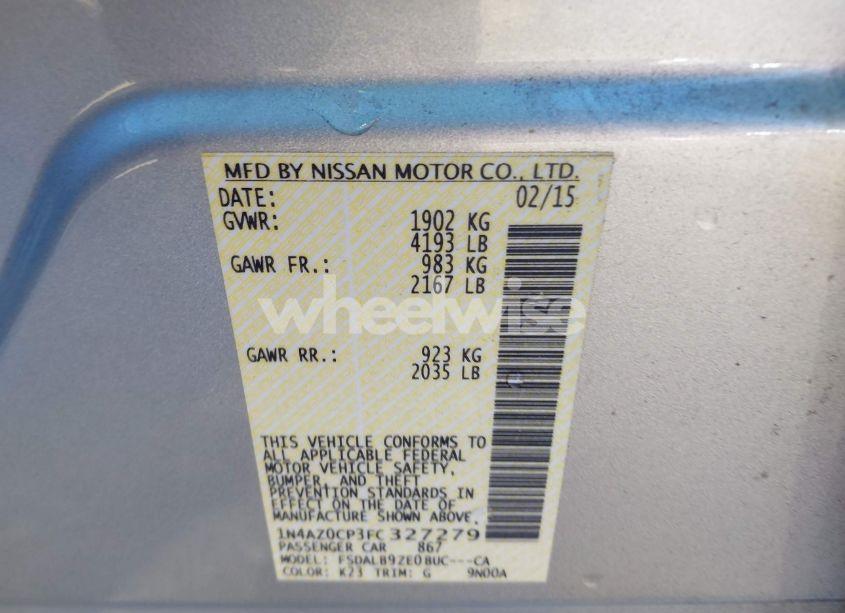 MFD BY NISSAN MOTOR CO., LTD.
DATE: 02/15
GVWR: 1902 KG
4193 LB
GAWR FR.: 983 KG
2167 LB
wheelwise
GAWR RR.: 923 KG
2035 LB
THIS VEHICLE CONFORMS TO
ALL APPLICABLE FEDERAL
MOTOR VEHICLE SAFETY,
BUMPER, AND THEFT
PREVENTION STANDARDS IN
EFFECT ON THE DATE OF
MANUFACTURE SHOWN ABOVE.
1N4AZ0CP3FC327279
PASSENGER CAR 867
MODEL: FSDALB9ZE0BUC---CA
COLOR: K23 TRIM: G 9N00A